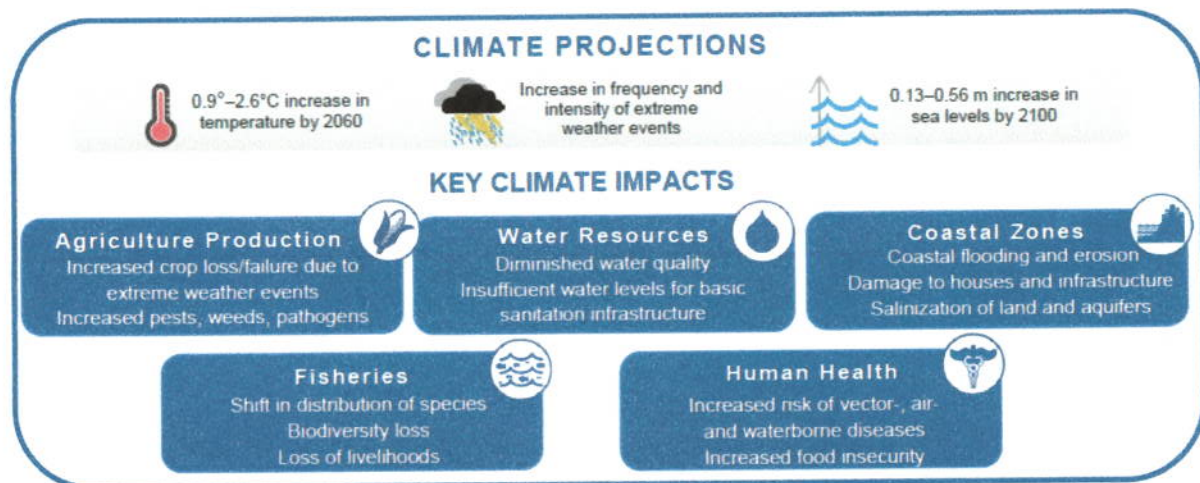 CLIMATE PROJECTIONS
0.9°–2.6°C increase in
temperature by 2060
Increase in frequency and
intensity of extreme
weather events
0.13–0.56 m increase in
sea levels by 2100
KEY CLIMATE IMPACTS
Agriculture Production
Increased crop loss/failure due to
extreme weather events
Increased pests, weeds, pathogens
Water Resources
Diminished water quality
Insufficient water levels for basic
sanitation infrastructure
Coastal Zones
Coastal flooding and erosion
Damage to houses and infrastructure
Salinization of land and aquifers
Fisheries
Shift in distribution of species
Biodiversity loss
Loss of livelihoods
Human Health
Increased risk of vector-, air-
and waterborne diseases
Increased food insecurity